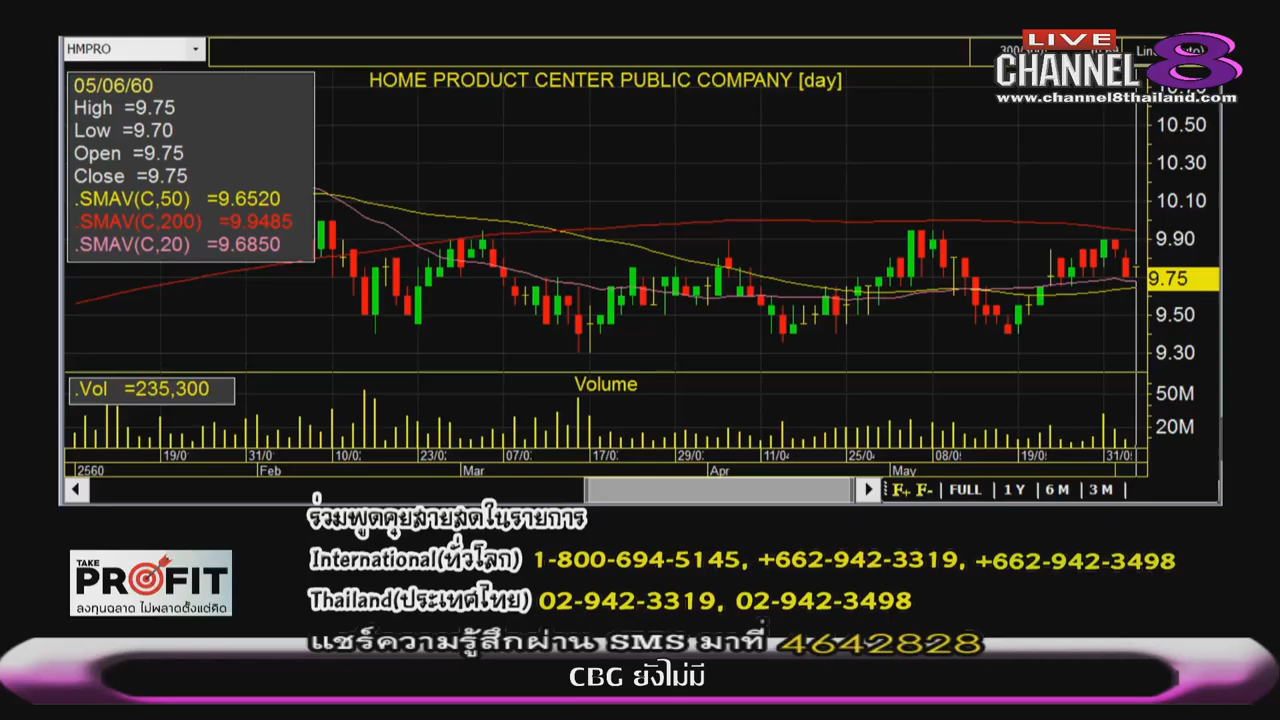 HMPRO
LIVE
CHANNEL 8
www.channel8thailand.com
HOME PRODUCT CENTER PUBLIC COMPANY [day]
05/06/60
High =9.75
Low =9.70
Open =9.75
Close =9.75
.SMAV(C,50) =9.6520
.SMAV(C,200) =9.9485
.SMAV(C,20) =9.6850
10.50
10.30
10.10
9.90
9.75
9.50
9.30
.Vol =235,300
Volume
50M
20M
19/0 31/0 10/0 23/0 07/0 17/0 29/0 11/0 25/0 08/0 19/0 31/0
2560 Feb Mar Apr May
F+ F- | FULL | 1 Y | 6 M | 3 M |
ร่วมพูดคุยสายสดในรายการ
International(ทั่วโลก) 1-800-694-5145, +662-942-3319, +662-942-3498
TAKE
PROFIT
ลงทุนฉลาด ไม่พลาดตั้งแต่คิด
Thailand(ประเทศไทย) 02-942-3319, 02-942-3498
แชร์ความรู้สึกผ่าน SMS มาที่ 4642828
CBG ยังไม่มี